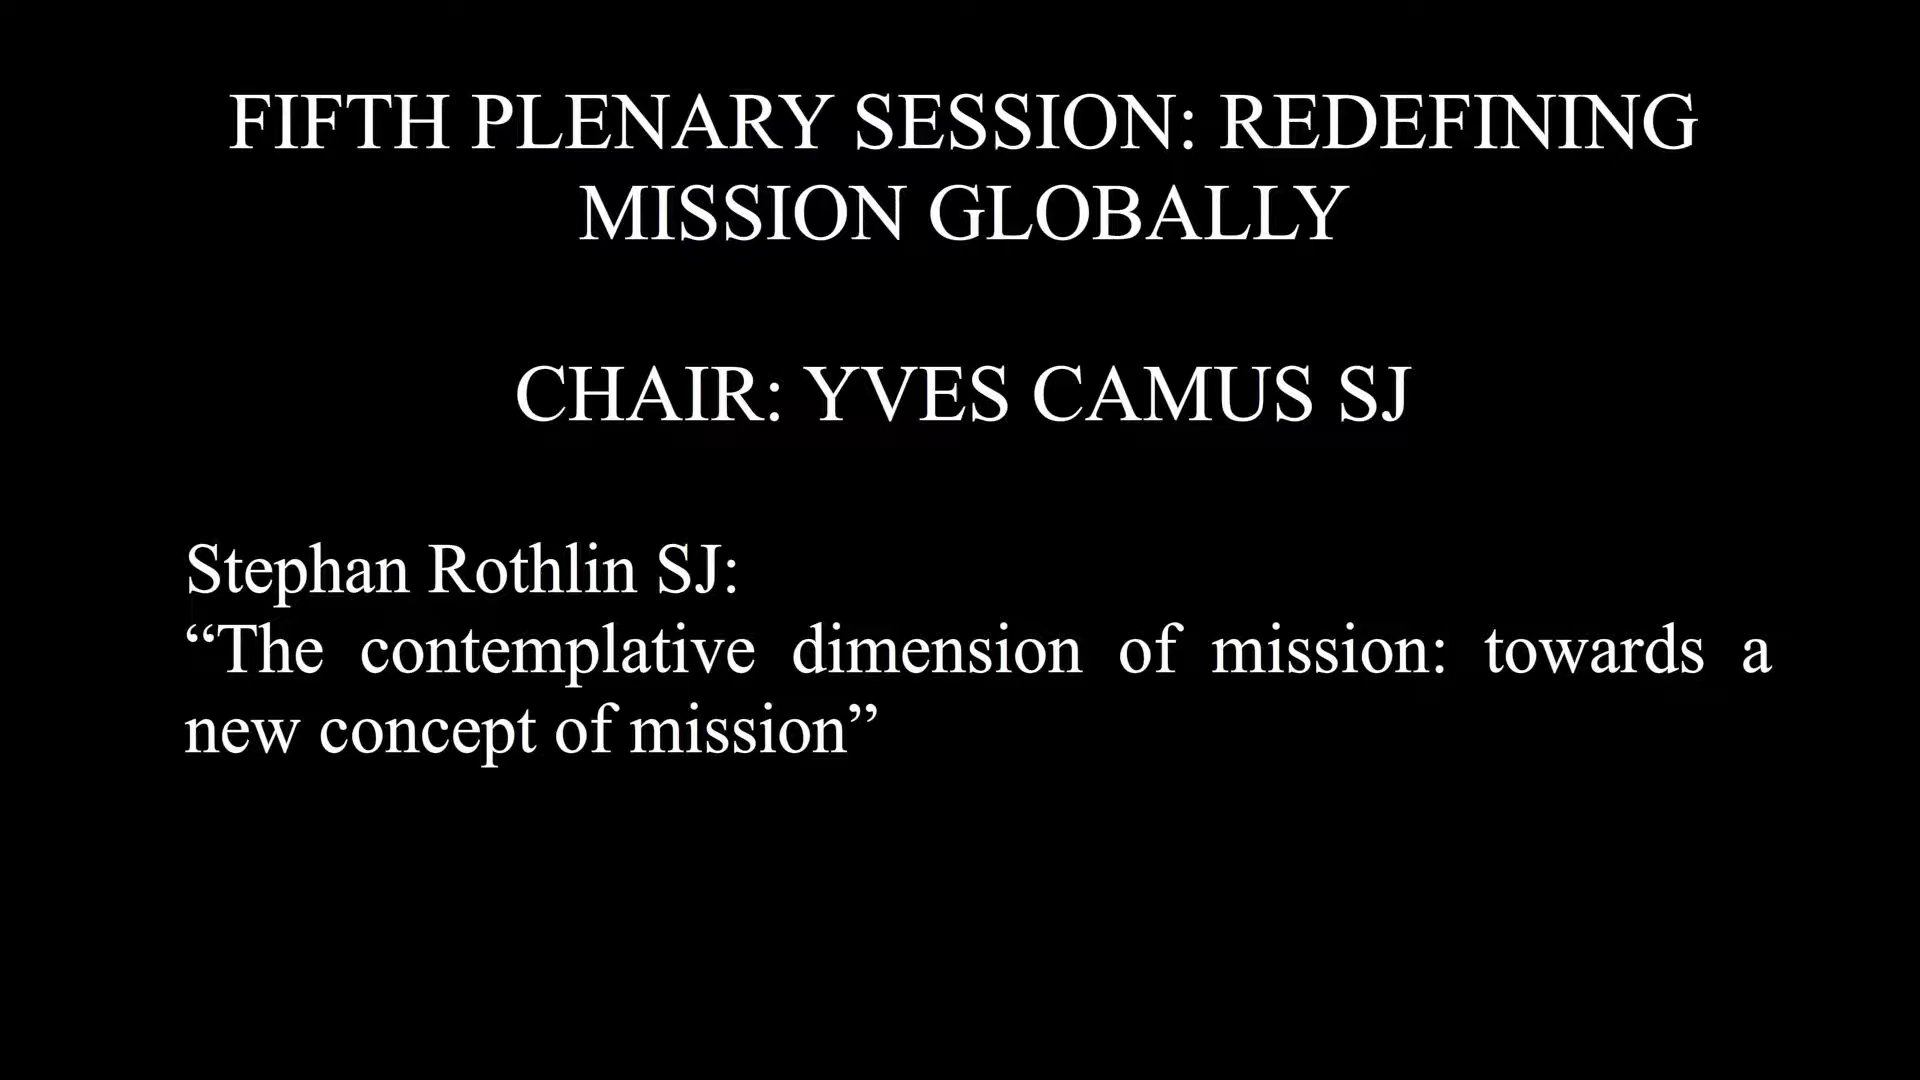 FIFTH PLENARY SESSION: REDEFINING
MISSION GLOBALLY
CHAIR: YVES CAMUS SJ
Stephan Rothlin SJ:
“The contemplative dimension of mission: towards a
new concept of mission”